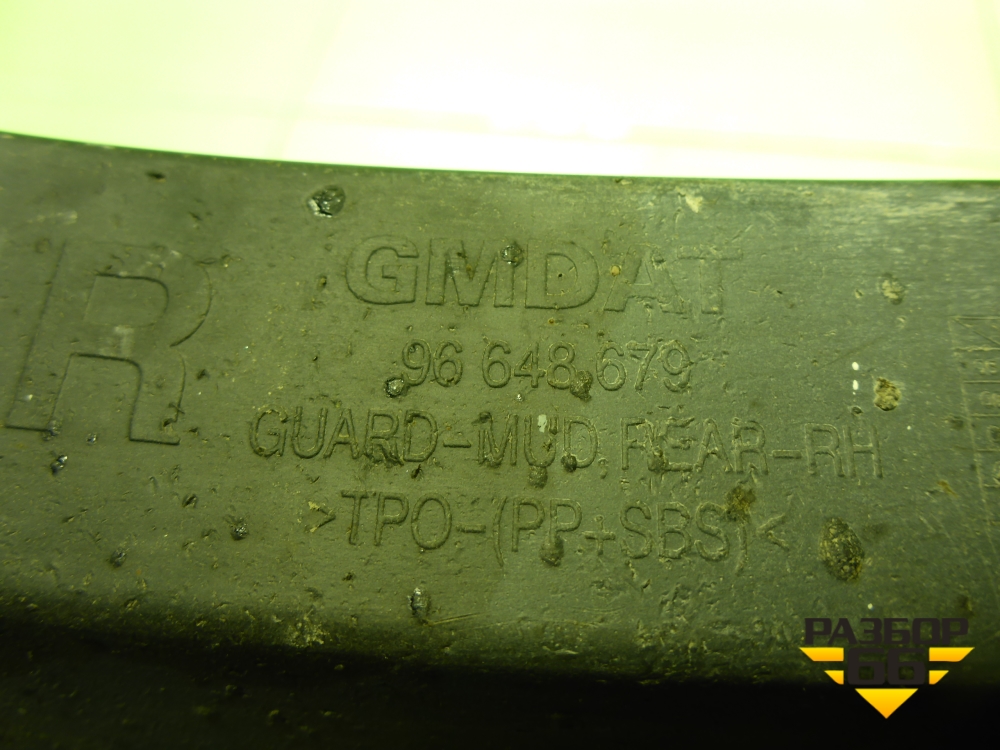 R
GMDAT
96 648 679
GUARD-MUD REAR-RH
>TPO-(PP+SBS)<
РАЗБОР
66